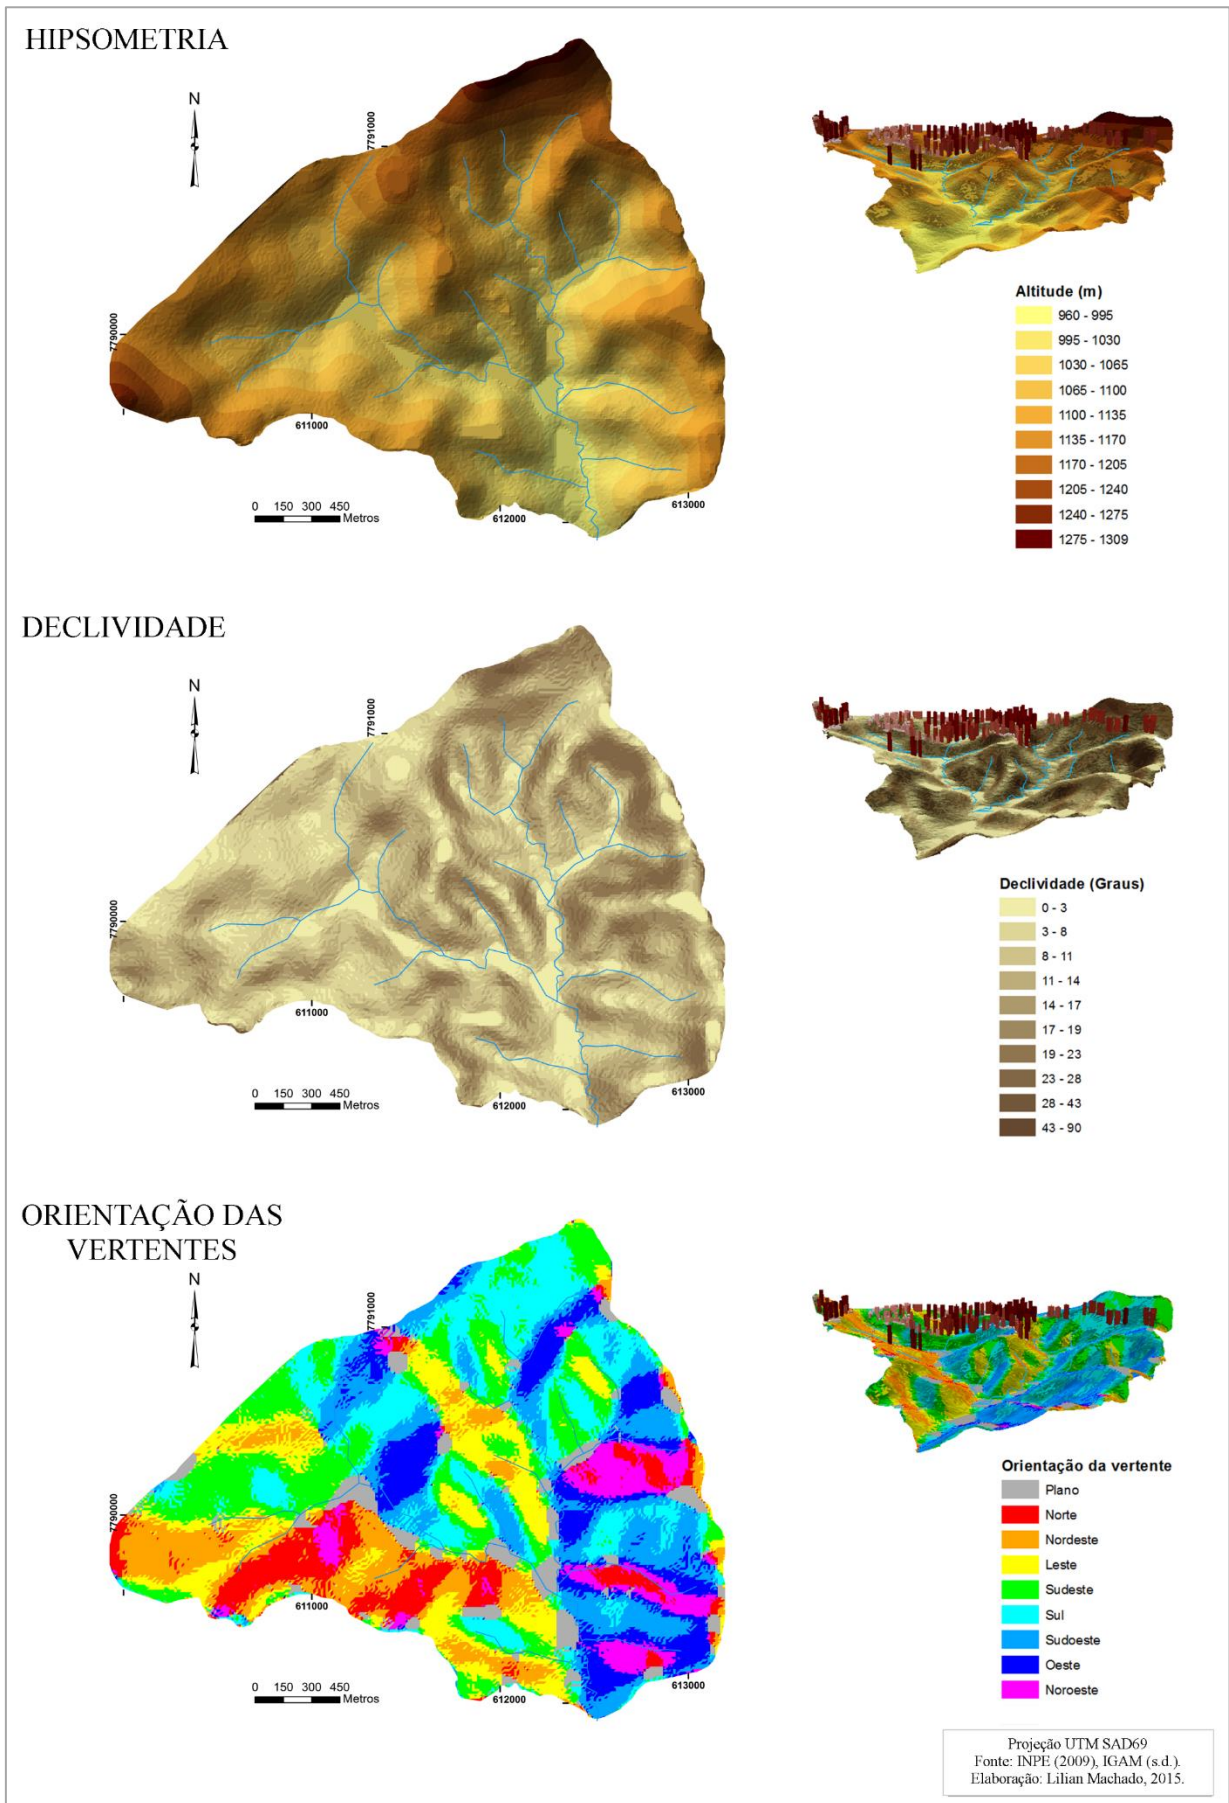 HIPSOMETRIA
N
7791000
7790000
611000
612000
613000
0 150 300 450
Metros
Altitude (m)
960 - 995
995 - 1030
1030 - 1065
1065 - 1100
1100 - 1135
1135 - 1170
1170 - 1205
1205 - 1240
1240 - 1275
1275 - 1309
DECLIVIDADE
N
7791000
7790000
611000
612000
613000
0 150 300 450
Metros
Declividade (Graus)
0 - 3
3 - 8
8 - 11
11 - 14
14 - 17
17 - 19
19 - 23
23 - 28
28 - 43
43 - 90
ORIENTAÇÃO DAS
VERTENTES
N
7791000
7790000
611000
612000
613000
0 150 300 450
Metros
Orientação da vertente
Plano
Norte
Nordeste
Leste
Sudeste
Sul
Sudoeste
Oeste
Noroeste
Projeção UTM SAD69
Fonte: INPE (2009), IGAM (s.d.).
Elaboração: Lilian Machado, 2015.